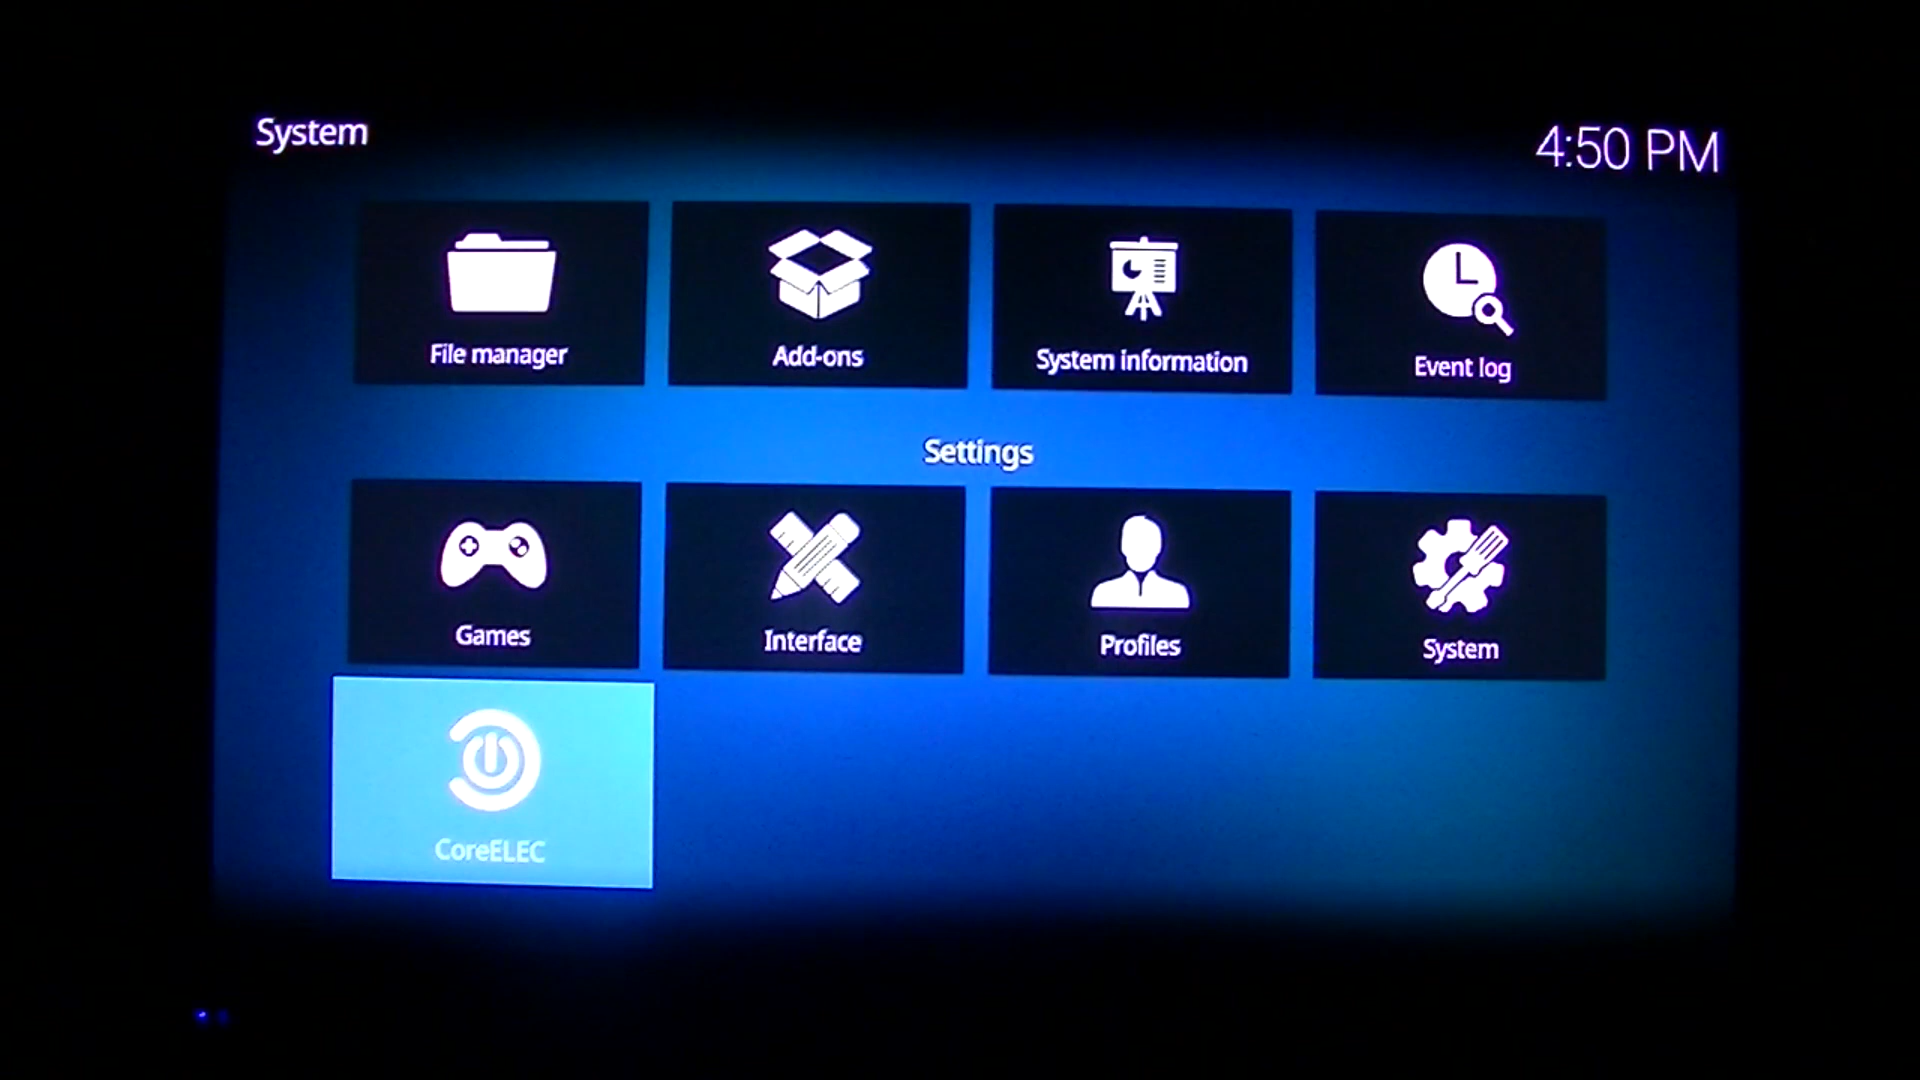 System
4:50 PM
File manager
Add-ons
System information
Event log
Settings
Games
Interface
Profiles
System
CoreELEC